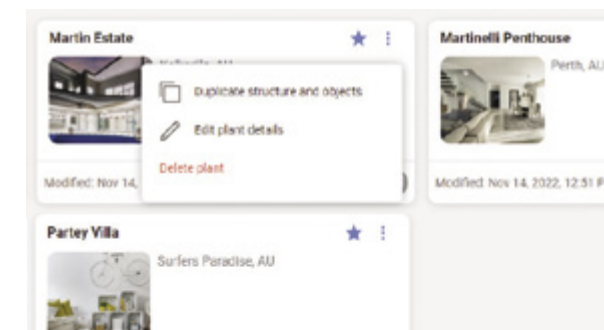 Martin Estate
Duplicate structure and objects
Edit plant details
Delete plant
Modified: Nov 14,
Martinelli Penthouse
Perth, AU
Modified: Nov 14, 2022, 12:51 P
Partey Villa
Surfers Paradise, AU